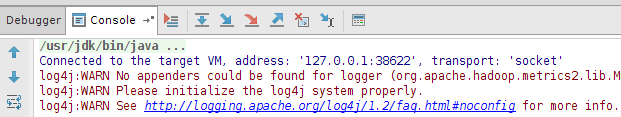 Debugger Console
/usr/jdk/bin/java ...
Connected to the target VM, address: '127.0.0.1:38622', transport: 'socket'
log4j:WARN No appenders could be found for logger (org.apache.hadoop.metrics2.lib.M
log4j:WARN Please initialize the log4j system properly.
log4j:WARN See http://logging.apache.org/log4j/1.2/faq.html#noconfig for more info.